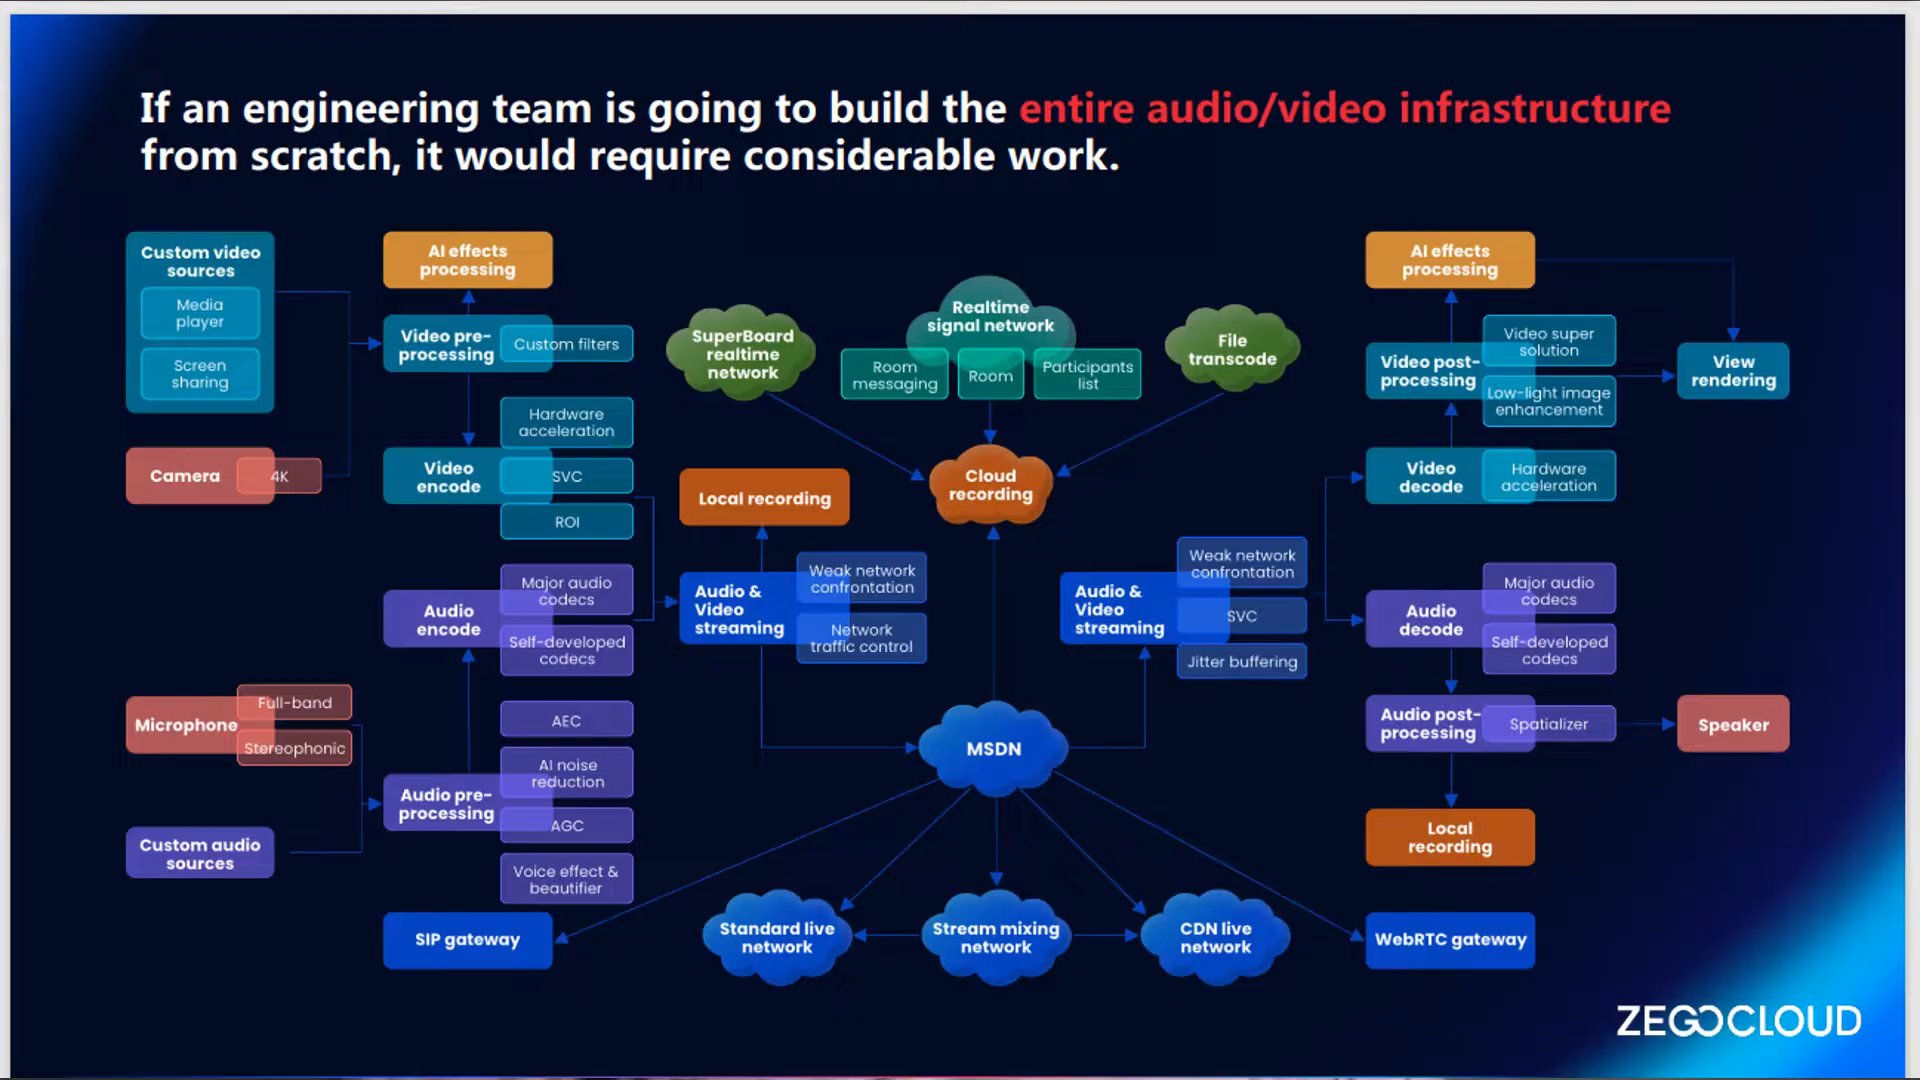 If an engineering team is going to build the entire audio/video infrastructure
from scratch, it would require considerable work.
Custom video
sources
Media
player
Screen
sharing
Camera
4K
Microphone
Full-band
Stereophonic
Custom audio
sources
AI effects
processing
Video pre-
processing
Custom filters
Hardware
acceleration
Video
encode
SVC
ROI
Audio
encode
Major audio
codecs
Self-developed
codecs
AEC
AI noise
reduction
Audio pre-
processing
AGC
Voice effect &
beautifier
SIP gateway
SuperBoard
realtime
network
Realtime
signal network
Room
messaging
Room
Participants
list
File
transcode
Cloud
recording
Local recording
Audio &
Video
streaming
Weak network
confrontation
Network
traffic control
Audio &
Video
streaming
Weak network
confrontation
SVC
Jitter buffering
MSDN
Standard live
network
Stream mixing
network
CDN live
network
AI effects
processing
Video post-
processing
Video super
solution
Low-light image
enhancement
View
rendering
Video
decode
Hardware
acceleration
Audio
decode
Major audio
codecs
Self-developed
codecs
Audio post-
processing
Spatializer
Speaker
Local
recording
WebRTC gateway
ZEGOCLOUD